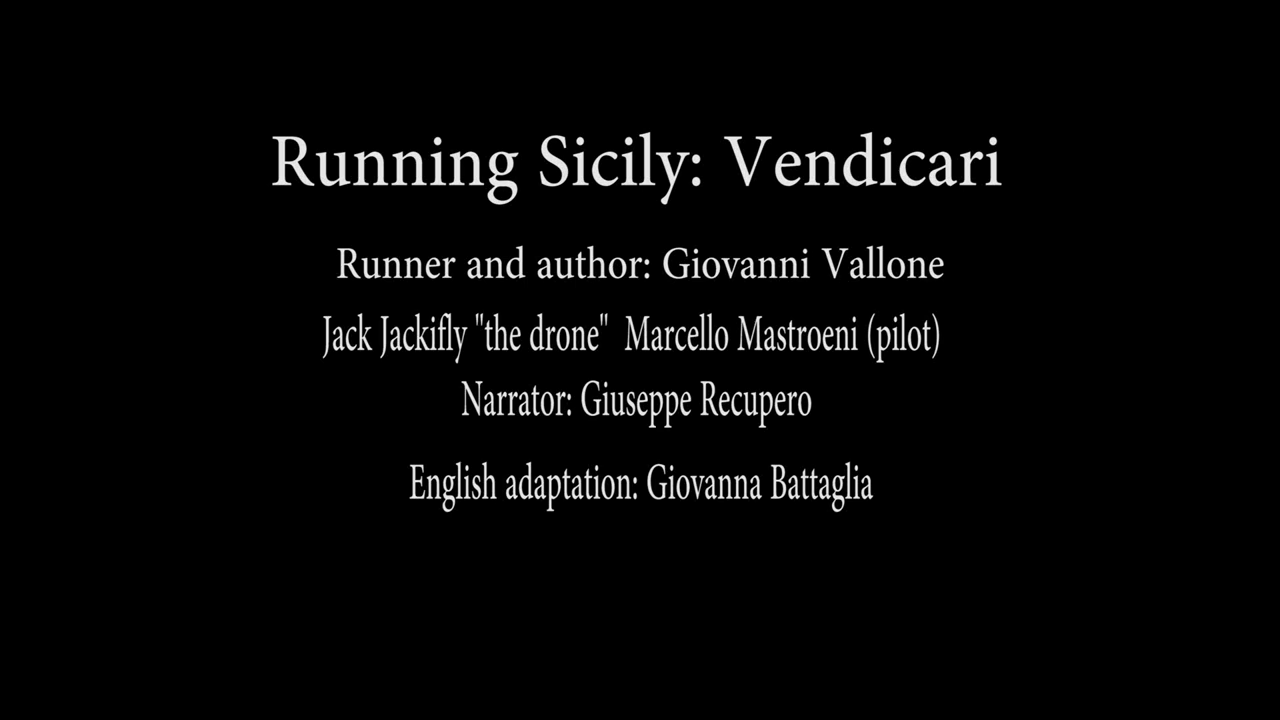 Running Sicily: Vendicari
Runner and author: Giovanni Vallone
Jack Jackifly "the drone"  Marcello Mastroeni (pilot)
Narrator: Giuseppe Recupero
English adaptation: Giovanna Battaglia